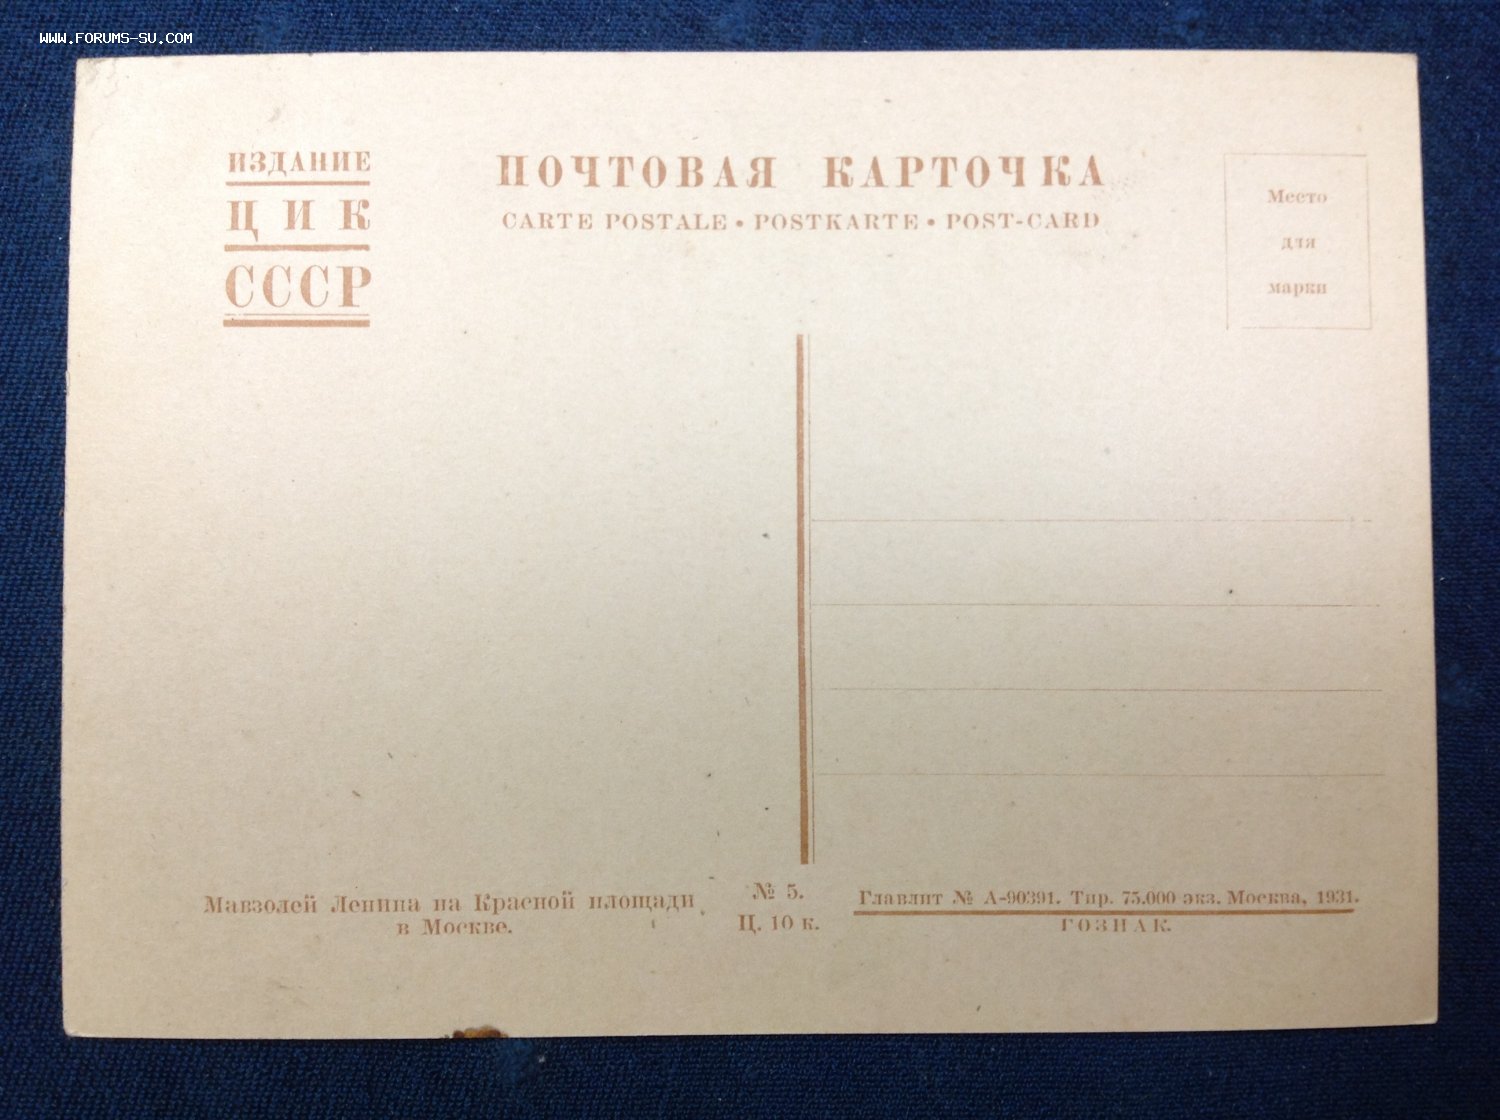 WWW.FORUMS-SU.COM
ИЗДАНИЕ
ЦИК
СССР
ПОЧТОВАЯ КАРТОЧКА
CARTE POSTALE • POSTKARTE • POST-CARD
Место
для
марки
Мавзолей Ленина на Красной площади
в Москве.
№ 5.
Ц. 10 к.
Главлит № А-90391. Тир. 75.000 экз. Москва, 1931.
ГОЗНАК.